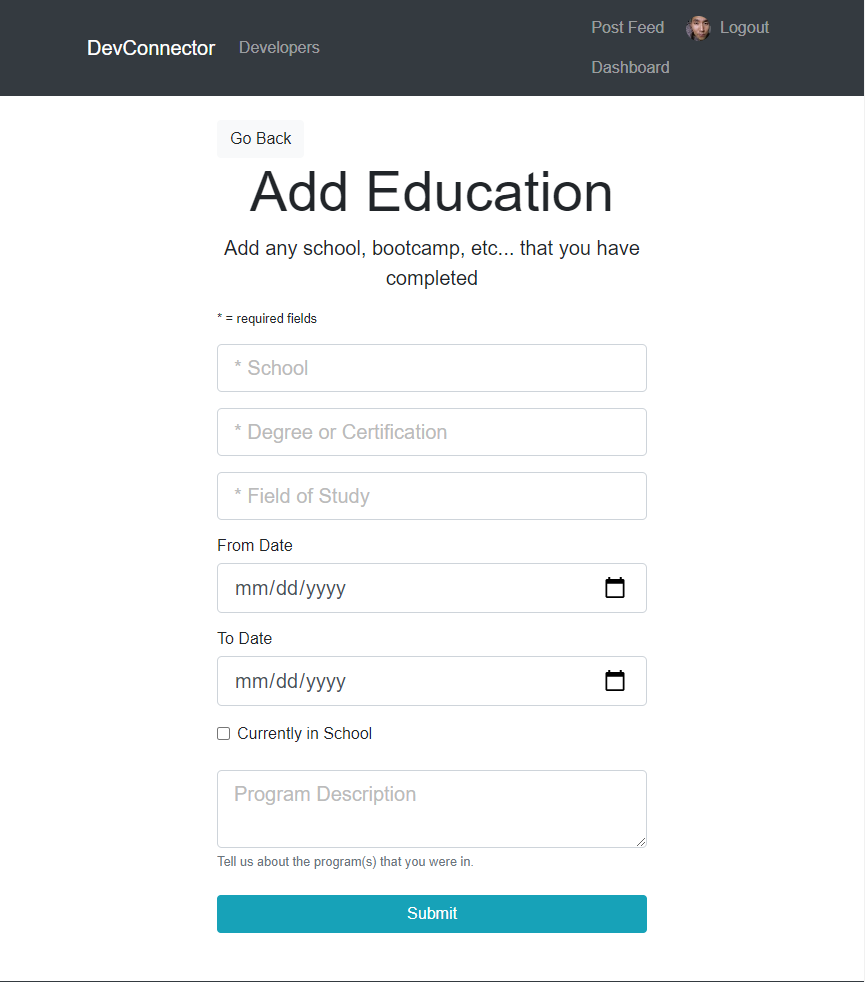 DevConnector Developers Post Feed Logout
Dashboard
Go Back
Add Education
Add any school, bootcamp, etc... that you have
completed
* = required fields
* School
* Degree or Certification
* Field of Study
From Date
mm/dd/yyyy
To Date
mm/dd/yyyy
Currently in School
Program Description
Tell us about the program(s) that you were in.
Submit